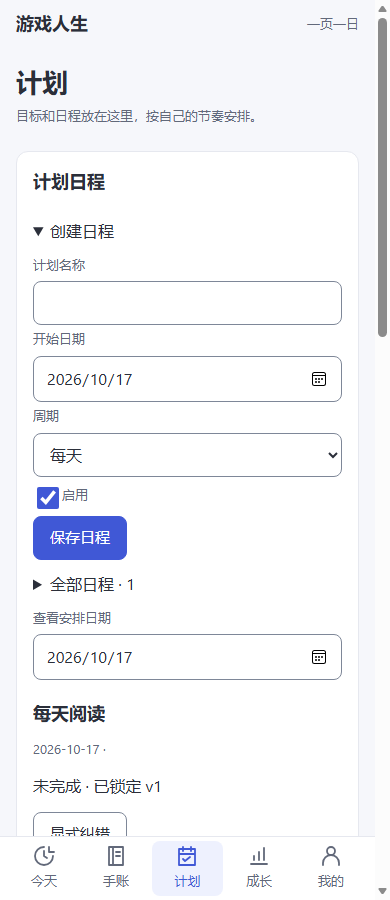 游戏人生
一页一日
计划
目标和日程放在这里，按自己的节奏安排。
计划日程
▼ 创建日程
计划名称
开始日期
2026/10/17
周期
每天
启用
保存日程
▶ 全部日程 · 1
查看安排日期
2026/10/17
每天阅读
2026-10-17 ·
未完成 · 已锁定 v1
显式纠错
今天
手账
计划
成长
我的